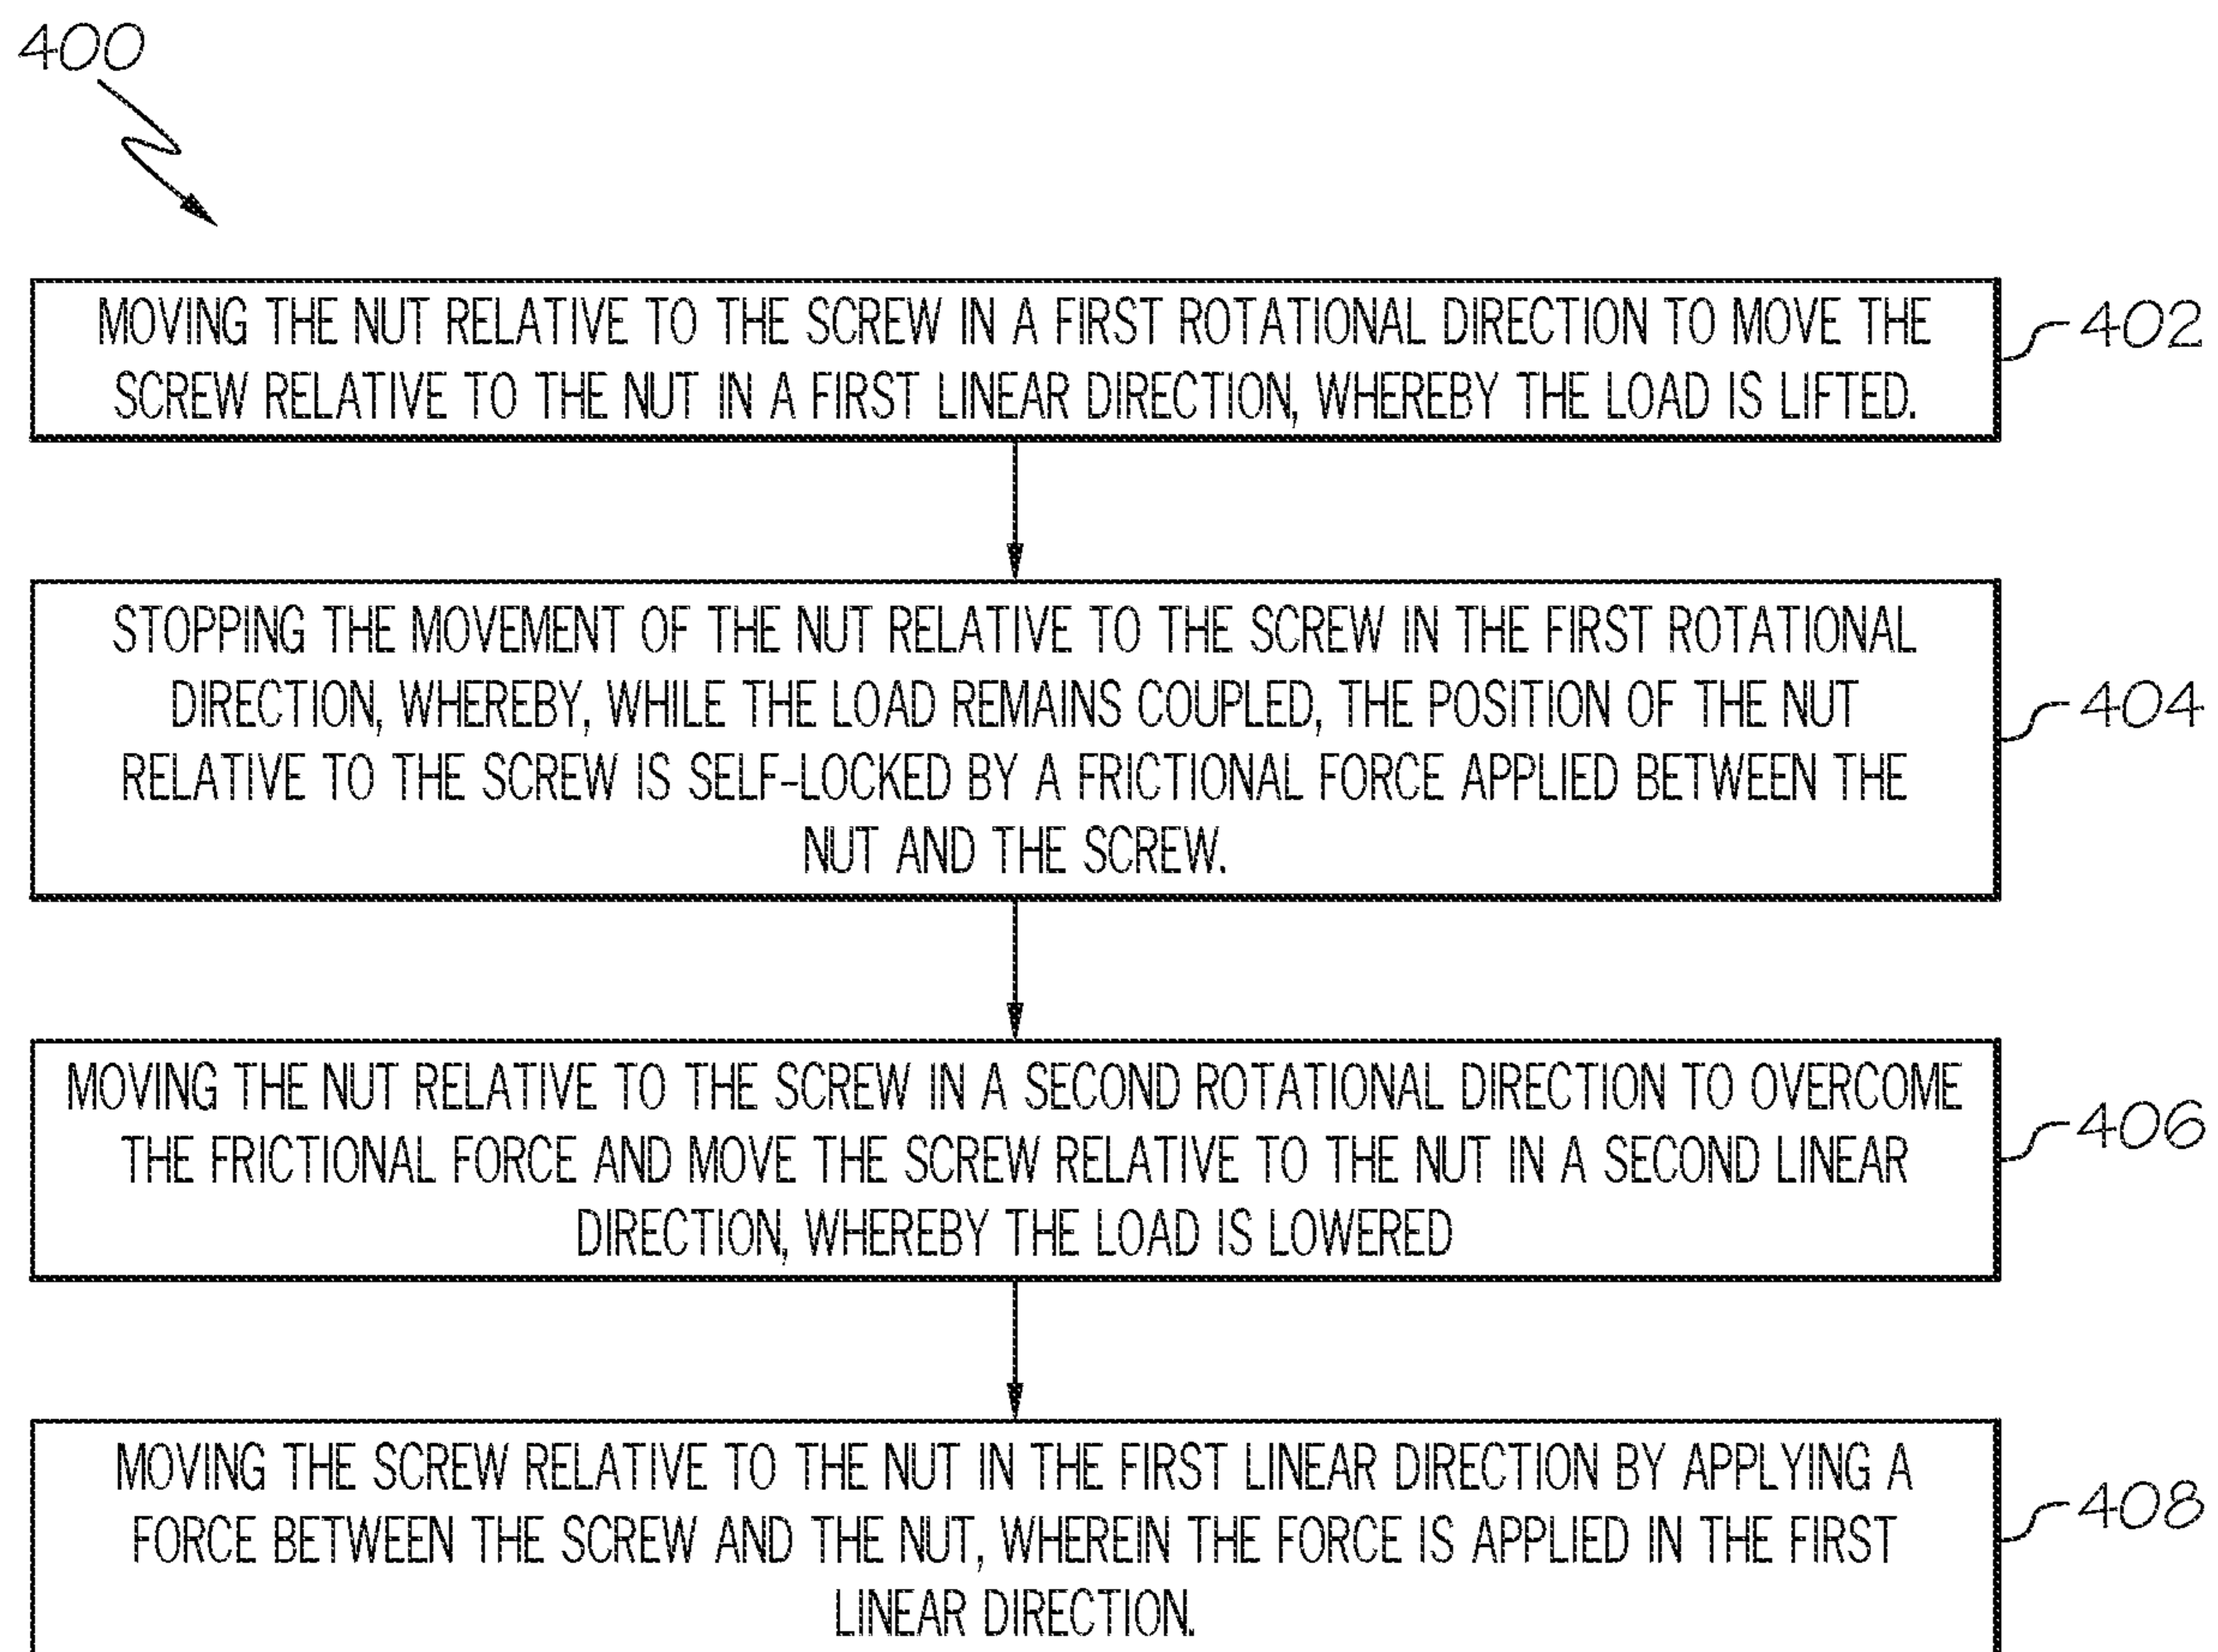 400
MOVING THE NUT RELATIVE TO THE SCREW IN A FIRST ROTATIONAL DIRECTION TO MOVE THE
SCREW RELATIVE TO THE NUT IN A FIRST LINEAR DIRECTION, WHEREBY THE LOAD IS LIFTED.
402
STOPPING THE MOVEMENT OF THE NUT RELATIVE TO THE SCREW IN THE FIRST ROTATIONAL
DIRECTION, WHEREBY, WHILE THE LOAD REMAINS COUPLED, THE POSITION OF THE NUT
RELATIVE TO THE SCREW IS SELF-LOCKED BY A FRICTIONAL FORCE APPLIED BETWEEN THE
NUT AND THE SCREW.
404
MOVING THE NUT RELATIVE TO THE SCREW IN A SECOND ROTATIONAL DIRECTION TO OVERCOME
THE FRICTIONAL FORCE AND MOVE THE SCREW RELATIVE TO THE NUT IN A SECOND LINEAR
DIRECTION, WHEREBY THE LOAD IS LOWERED
406
MOVING THE SCREW RELATIVE TO THE NUT IN THE FIRST LINEAR DIRECTION BY APPLYING A
FORCE BETWEEN THE SCREW AND THE NUT, WHEREIN THE FORCE IS APPLIED IN THE FIRST
LINEAR DIRECTION.
408